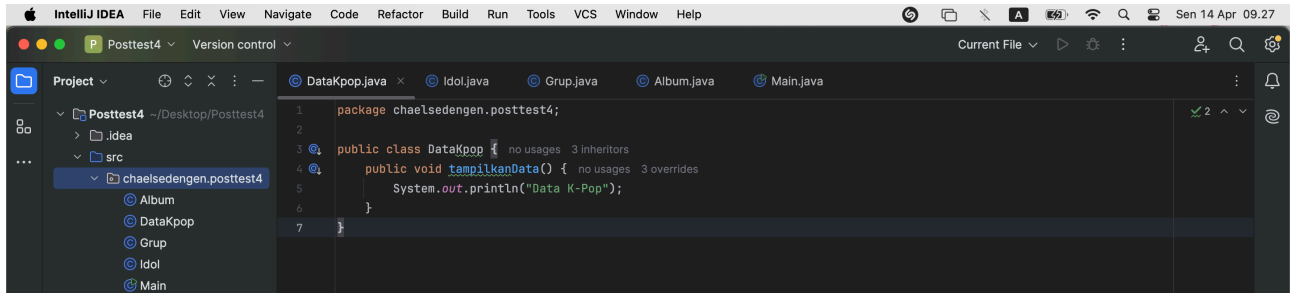 IntelliJ IDEA File Edit View Navigate Code Refactor Build Run Tools VCS Window Help A Sen 14 Apr 09.27
P Posttest4 Version control Current File
Project DataKpop.java Idol.java Grup.java Album.java Main.java
Posttest4 ~/Desktop/Posttest4
.idea
src
chaelsedengen.posttest4
Album
DataKpop
Grup
Idol
Main
1 package chaelsedengen.posttest4;
2
3 public class DataKpop { no usages 3 inheritors
4 public void tampilkanData() { no usages 3 overrides
5 System.out.println("Data K-Pop");
6 }
7 }
2